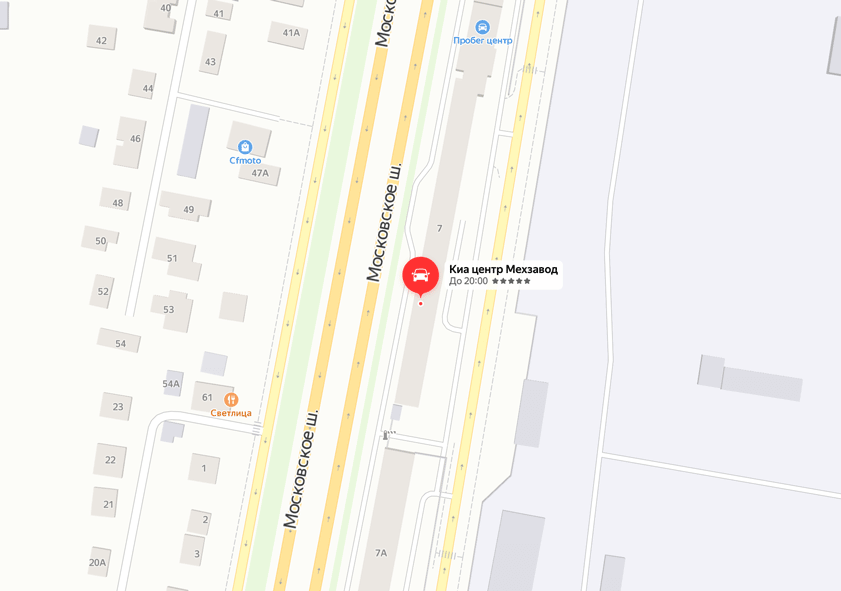 40
41
Моско
41А
42
43
Пробег центр
44
46
Cfmoto
47А
48
49
Московское ш.
7
50
51
Киа центр Мехзавод
До 20:00 ★★★★★
52
53
54
54А
61
Светлица
23
Московское ш.
22
1
21
2
3
7А
20А